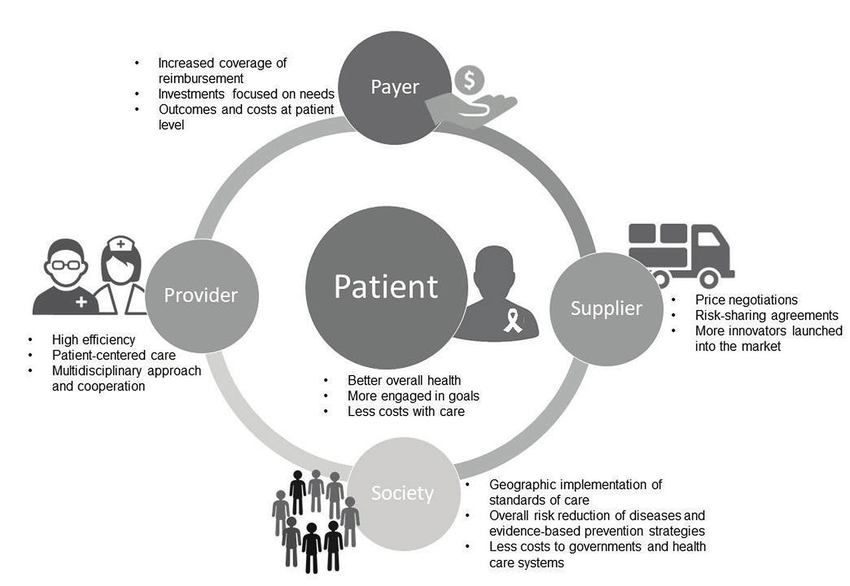 Payer
$
• Increased coverage of
reimbursement
• Investments focused on needs
• Outcomes and costs at patient
level
Provider
• High efficiency
• Patient-centered care
• Multidisciplinary approach
and cooperation
Patient
• Better overall health
• More engaged in goals
• Less costs with care
Supplier
• Price negotiations
• Risk-sharing agreements
• More innovators launched
into the market
Society
• Geographic implementation of
standards of care
• Overall risk reduction of diseases and
evidence-based prevention strategies
• Less costs to governments and health
care systems